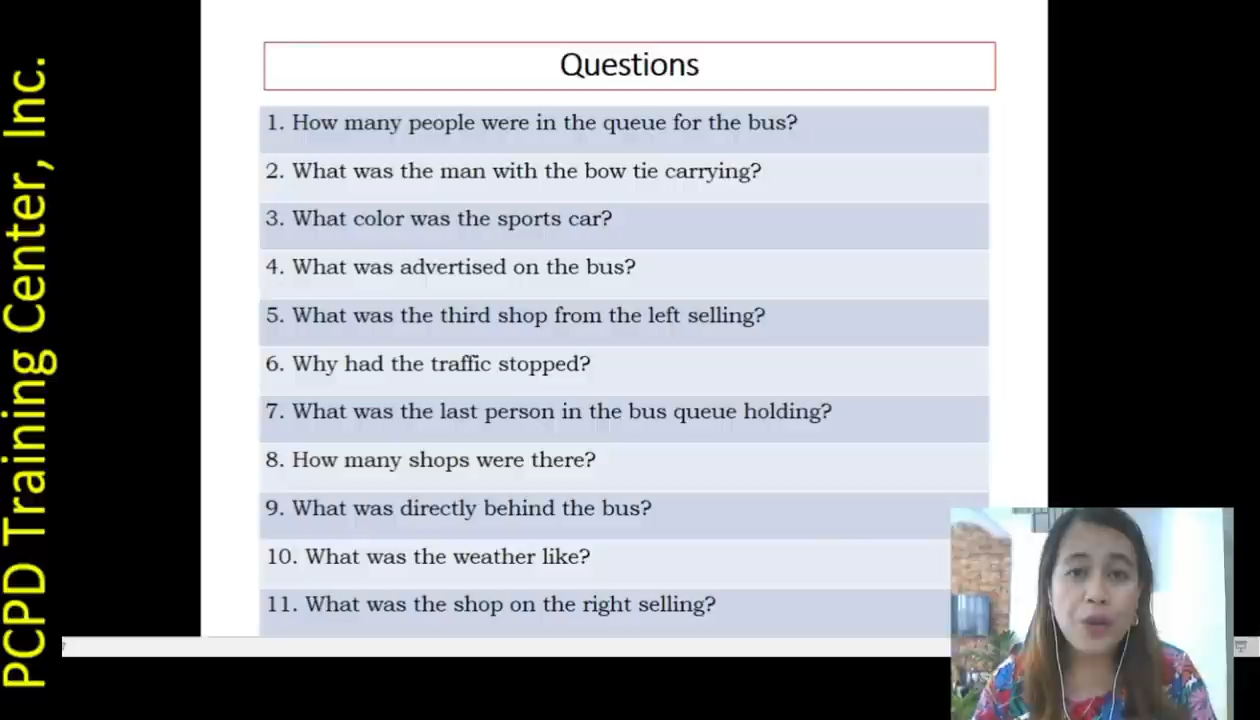 PCPD Training Center, Inc.
Questions
1. How many people were in the queue for the bus?
2. What was the man with the bow tie carrying?
3. What color was the sports car?
4. What was advertised on the bus?
5. What was the third shop from the left selling?
6. Why had the traffic stopped?
7. What was the last person in the bus queue holding?
8. How many shops were there?
9. What was directly behind the bus?
10. What was the weather like?
11. What was the shop on the right selling?